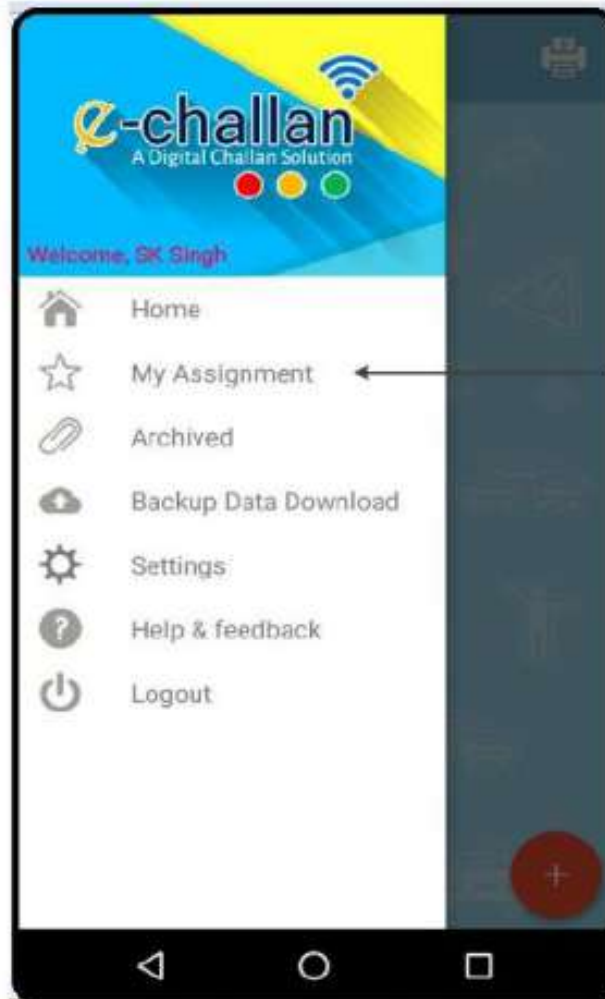 e-challan
A Digital Challan Solution
Welcome, SK Singh
Home
My Assignment
Archived
Backup Data Download
Settings
Help & feedback
Logout